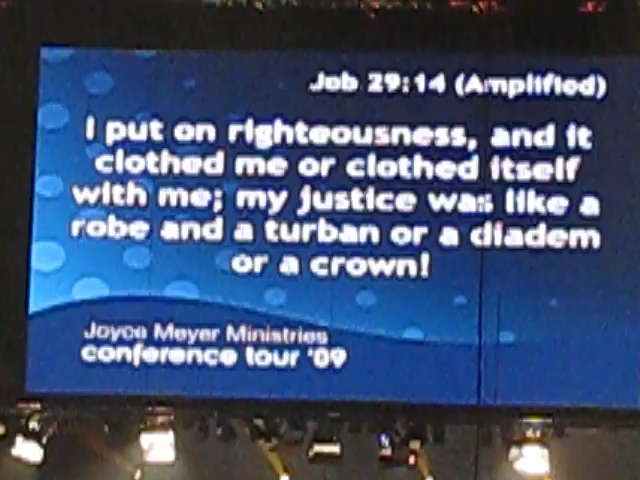 Job 29:14 (Amplified)
I put on righteousness, and it
clothed me or clothed itself
with me; my justice was like a
robe and a turban or a diadem
or a crown!
Joyce Meyer Ministries
conference tour '09